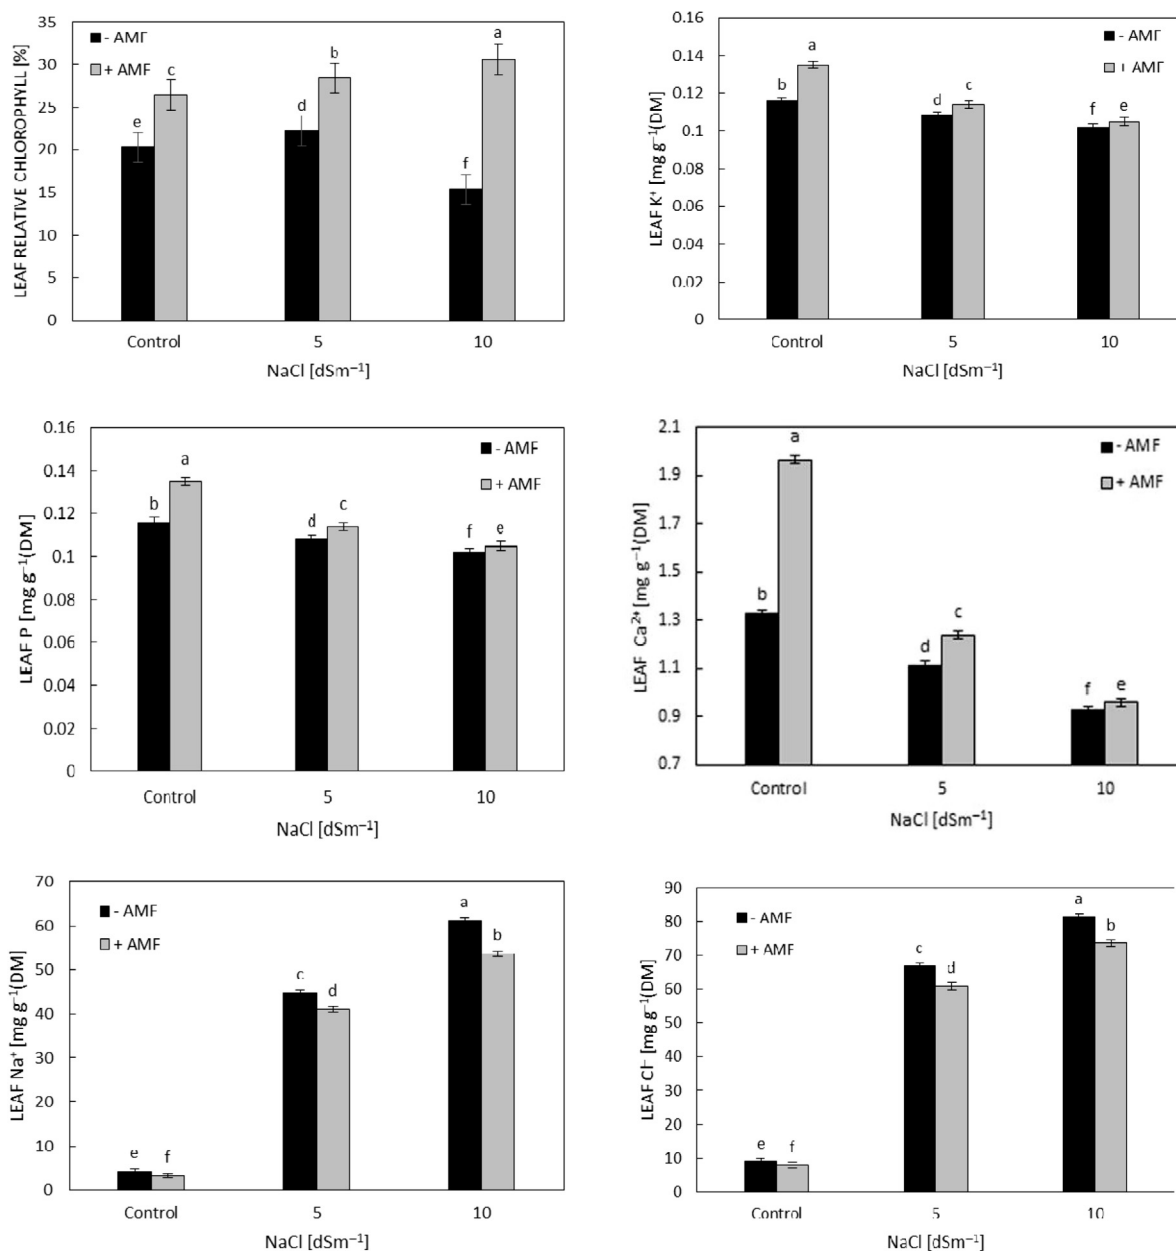 LEAF RELATIVE CHLOROPHYLL [%]
35
30
25
20
15
10
5
0
- AMF
+ AMF
e
c
d
b
f
a
Control 5 10
NaCl [dSm⁻¹]
LEAF K⁺ [mg g⁻¹(DM)
0.16
0.14
0.12
0.1
0.08
0.06
0.04
0.02
0
- AMF
+ AMF
b
a
d
c
f
e
Control 5 10
NaCl [dSm⁻¹]
LEAF P [mg g⁻¹(DM)
0.16
0.14
0.12
0.1
0.08
0.06
0.04
0.02
0
- AMF
+ AMF
b
a
d
c
f
e
Control 5 10
NaCl [dSm⁻¹]
LEAF Ca²⁺ [mg g⁻¹(DM)
2.1
1.9
1.7
1.5
1.3
1.1
0.9
0.7
- AMF
+ AMF
b
a
d
c
f
e
Control 5 10
NaCl [dSm⁻¹]
LEAF Na⁺ [mg g⁻¹(DM)
70
60
50
40
30
20
10
0
- AMF
+ AMF
e
f
c
d
a
b
Control 5 10
NaCl [dSm⁻¹]
LEAF Cl⁻ [mg g⁻¹(DM)
90
80
70
60
50
40
30
20
10
0
- AMF
+ AMF
e
f
c
d
a
b
Control 5 10
NaCl [dSm⁻¹]